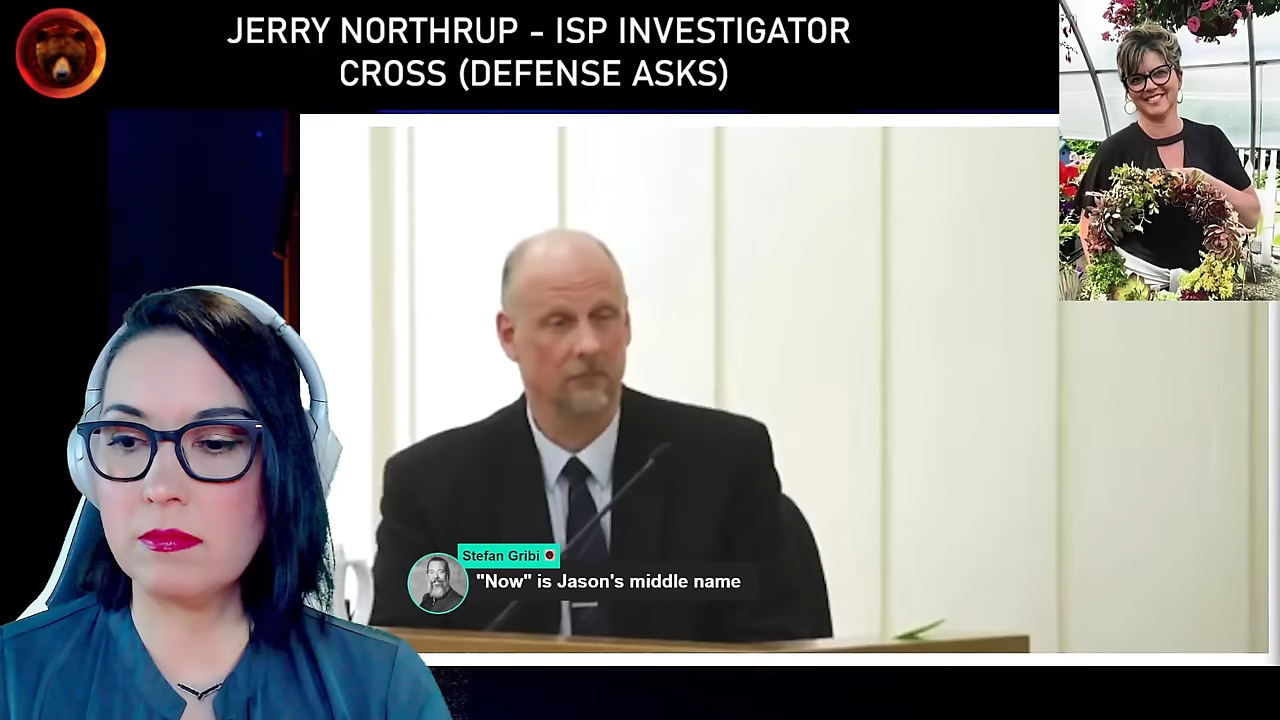 JERRY NORTHRUP - ISP INVESTIGATOR
CROSS (DEFENSE ASKS)
Stefan Gribi
"Now" is Jason's middle name